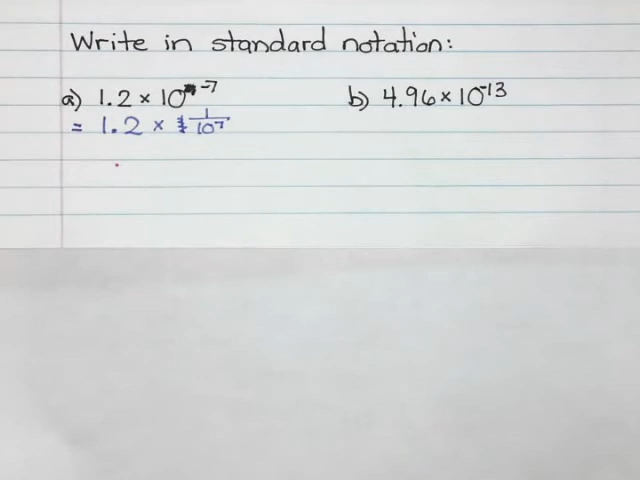 Write in standard notation:
a) 1.2 × 10⁻⁷ b) 4.96 × 10⁻¹³
= 1.2 × 1/10⁷